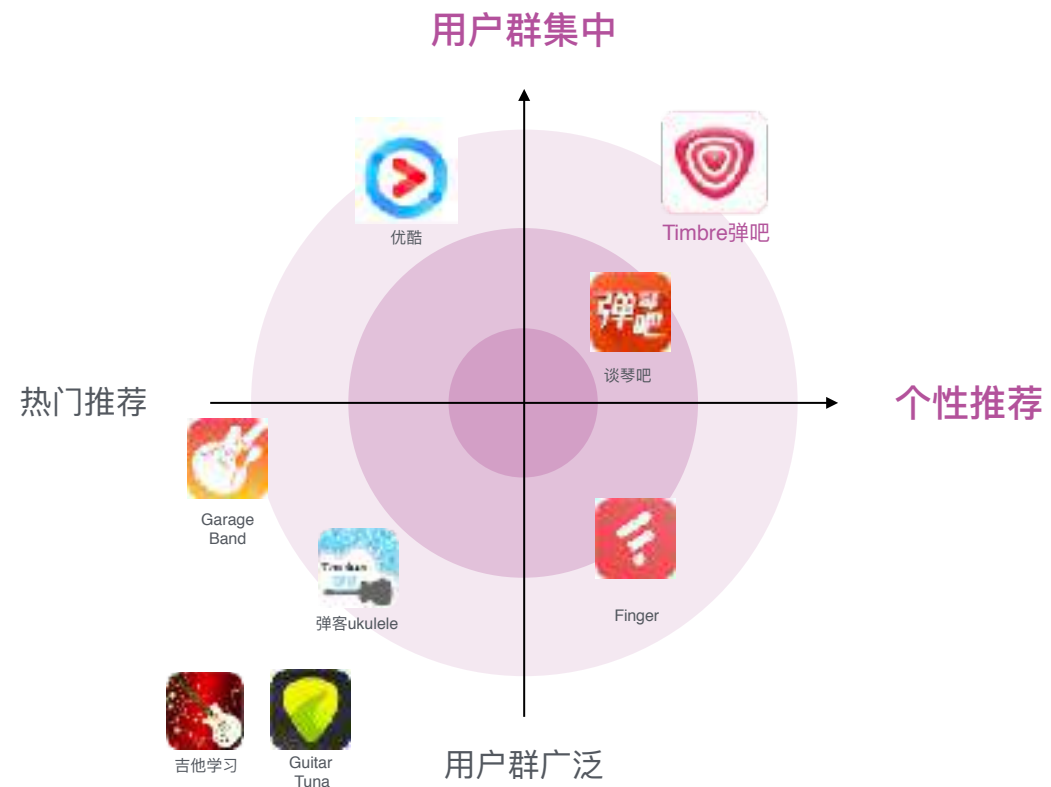 用户群集中
优酷
Timbre弹吧
弹琴吧
谈琴吧
热门推荐
个性推荐
Garage
Band
弹客ukulele
Finger
吉他学习
Guitar
Tuna
用户群广泛